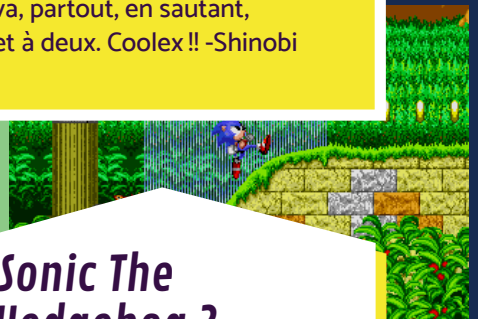 va, partout, en sautant,
et à deux. Coolex !! -Shinobi
Sonic The
Hedgehog 2